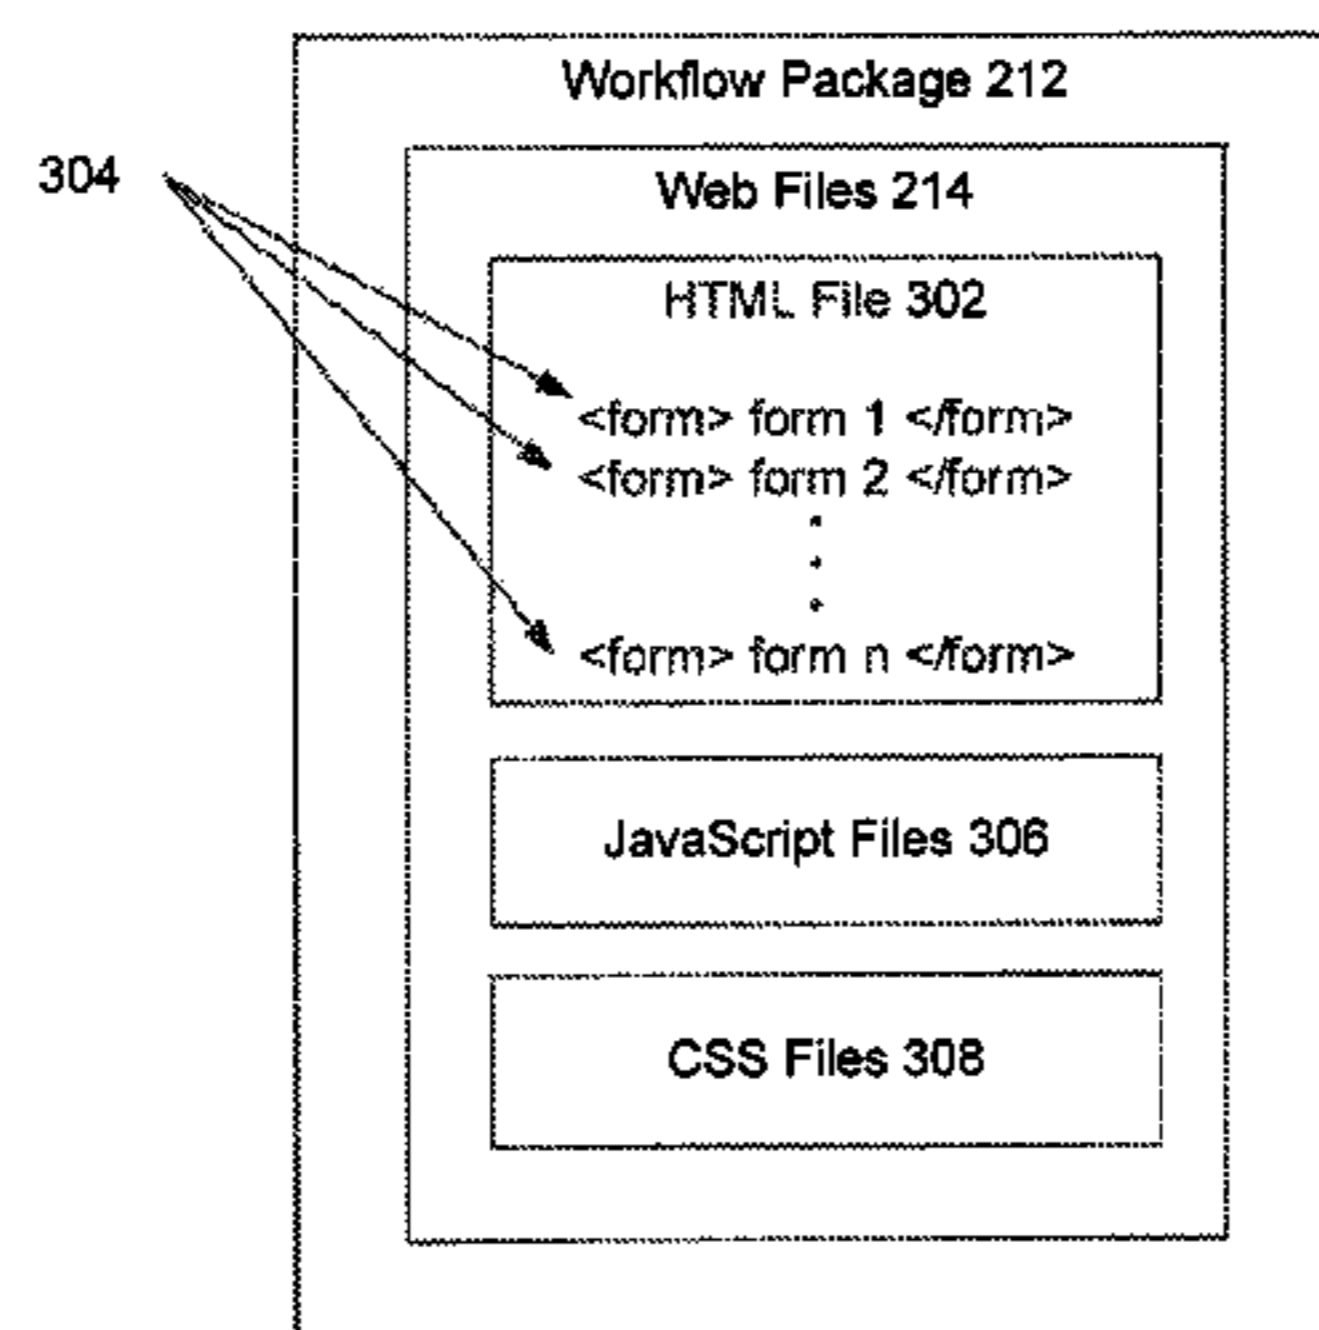 Workflow Package 212
304
Web Files 214
HTML File 302
<form> form 1 </form>
<form> form 2 </form>
<form> form n </form>
JavaScript Files 306
CSS Files 308